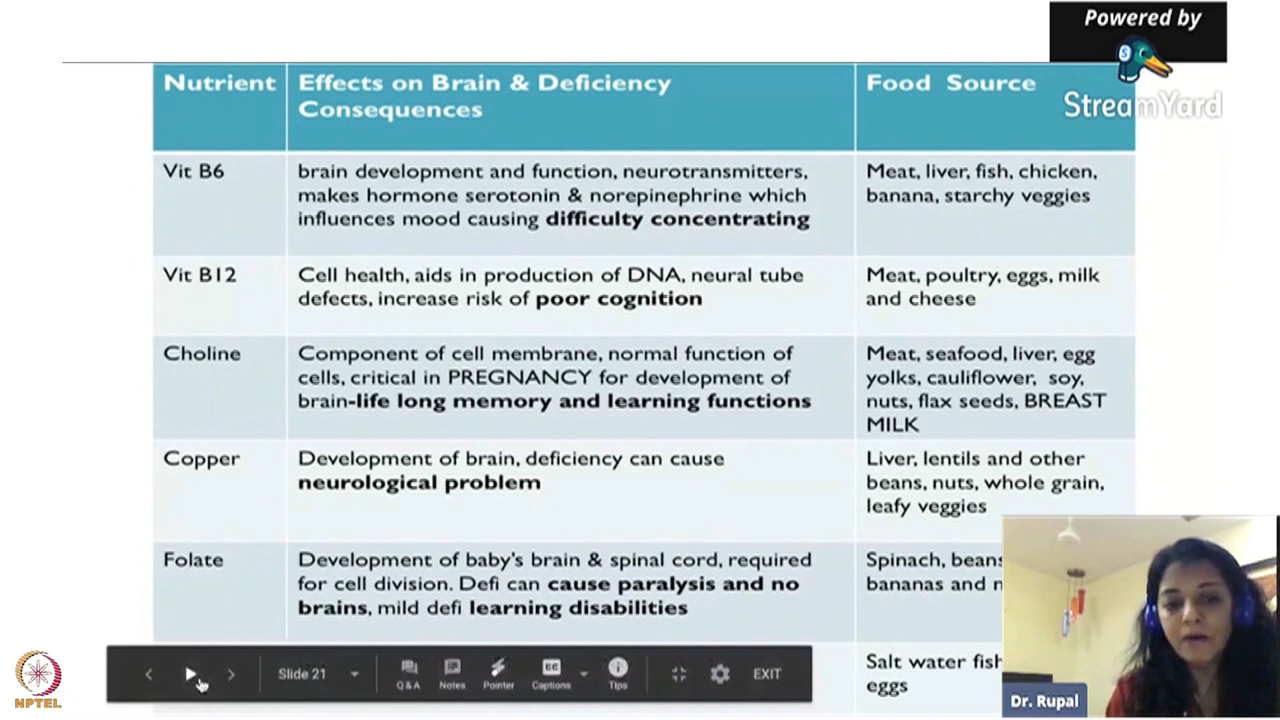 Powered by
StreamYard
Nutrient
Effects on Brain & Deficiency
Consequences
Food Source
Vit B6
brain development and function, neurotransmitters,
makes hormone serotonin & norepinephrine which
influences mood causing difficulty concentrating
Meat, liver, fish, chicken,
banana, starchy veggies
Vit B12
Cell health, aids in production of DNA, neural tube
defects, increase risk of poor cognition
Meat, poultry, eggs, milk
and cheese
Choline
Component of cell membrane, normal function of
cells, critical in PREGNANCY for development of
brain-life long memory and learning functions
Meat, seafood, liver, egg
yolks, cauliflower, soy,
nuts, flax seeds, BREAST
MILK
Copper
Development of brain, deficiency can cause
neurological problem
Liver, lentils and other
beans, nuts, whole grain,
leafy veggies
Folate
Development of baby's brain & spinal cord, required
for cell division. Defi can cause paralysis and no
brains, mild defi learning disabilities
Spinach, beans
bananas and
Salt water fish
eggs
Slide 21
Q&A
Notes
Pointer
Captions
Tips
EXIT
NPTEL
Dr. Rupal